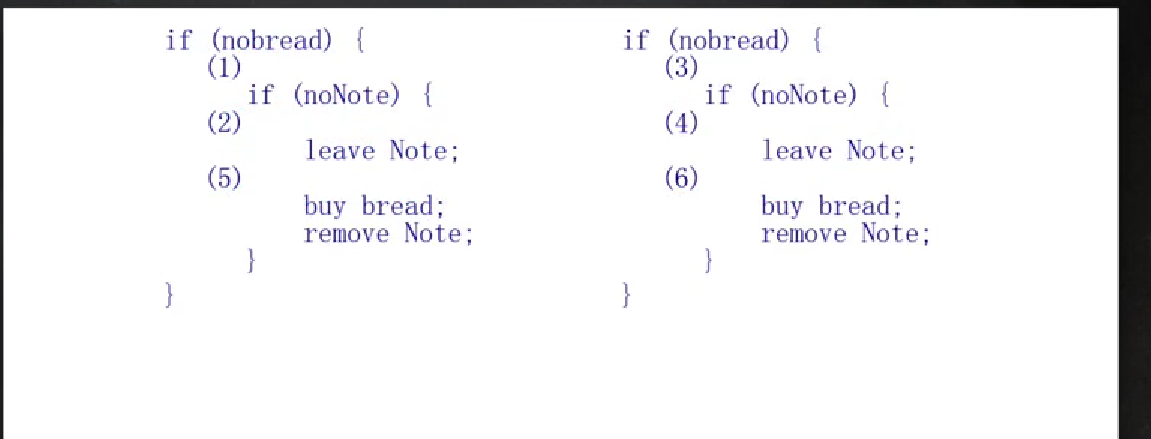 if (nobread) {
(1)
if (noNote) {
(2)
leave Note;
(5)
buy bread;
remove Note;
}
}
if (nobread) {
(3)
if (noNote) {
(4)
leave Note;
(6)
buy bread;
remove Note;
}
}